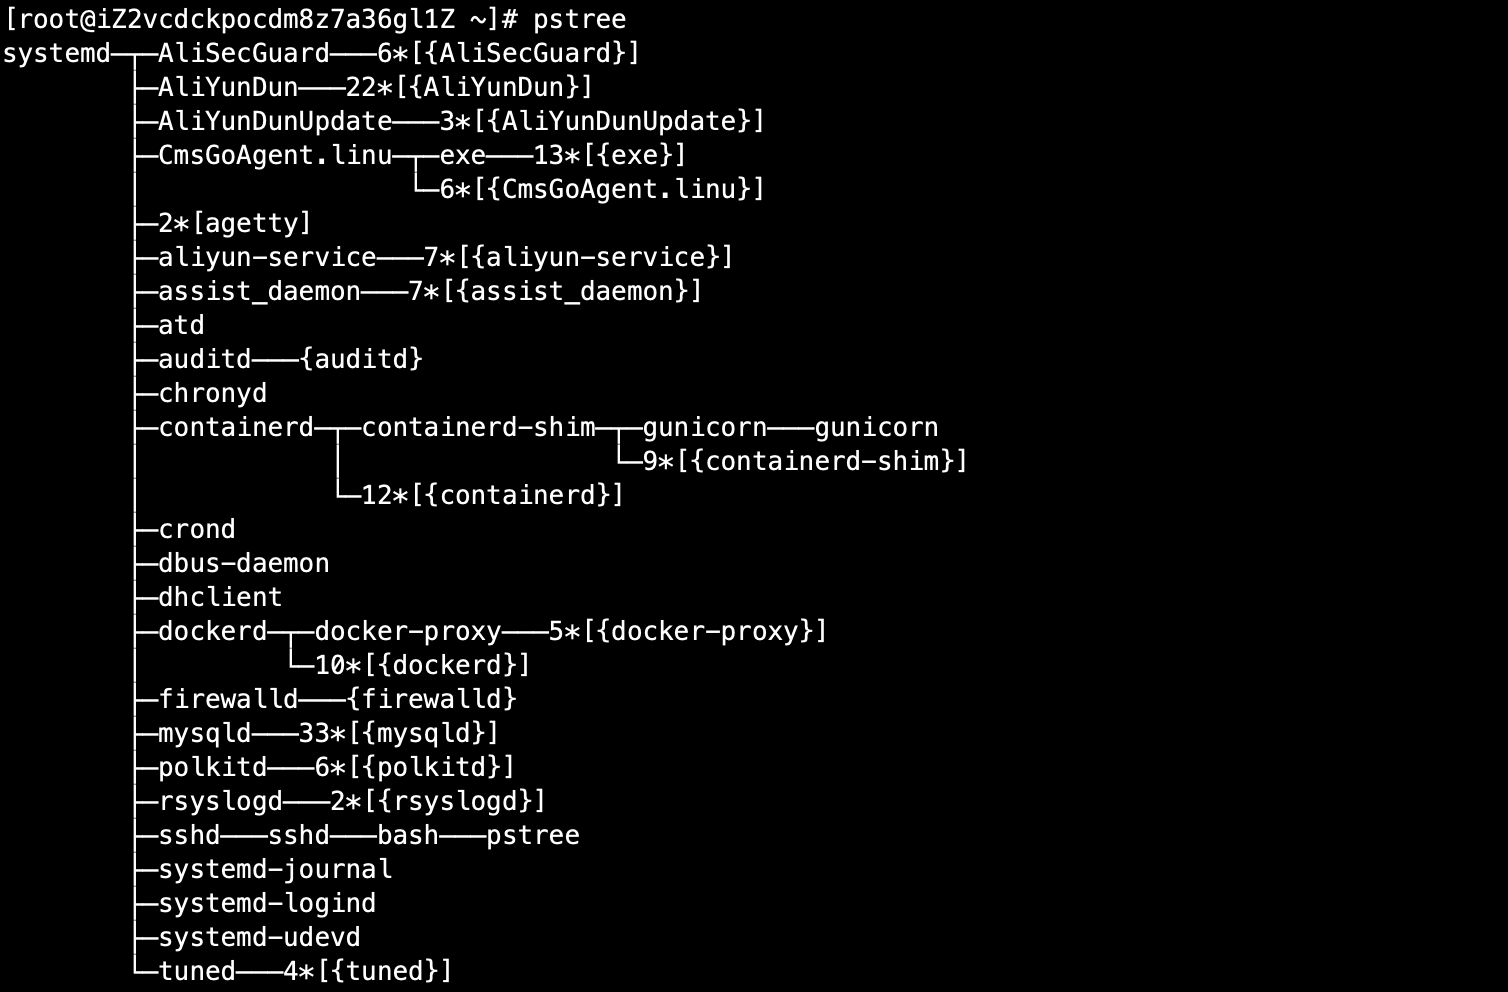 [root@iZ2vcdckpocdm8z7a36gl1Z ~]# pstree
systemd─┬─AliSecGuard───6*[{AliSecGuard}]
        ├─AliYunDun───22*[{AliYunDun}]
        ├─AliYunDunUpdate───3*[{AliYunDunUpdate}]
        ├─CmsGoAgent.linu─┬─exe───13*[{exe}]
        │                 └─6*[{CmsGoAgent.linu}]
        ├─2*[agetty]
        ├─aliyun-service───7*[{aliyun-service}]
        ├─assist_daemon───7*[{assist_daemon}]
        ├─atd
        ├─auditd───{auditd}
        ├─chronyd
        ├─containerd─┬─containerd-shim─┬─gunicorn───gunicorn
        │            │                 └─9*[{containerd-shim}]
        │            └─12*[{containerd}]
        ├─crond
        ├─dbus-daemon
        ├─dhclient
        ├─dockerd─┬─docker-proxy───5*[{docker-proxy}]
        │         └─10*[{dockerd}]
        ├─firewalld───{firewalld}
        ├─mysqld───33*[{mysqld}]
        ├─polkitd───6*[{polkitd}]
        ├─rsyslogd───2*[{rsyslogd}]
        ├─sshd───sshd───bash───pstree
        ├─systemd-journal
        ├─systemd-logind
        ├─systemd-udevd
        └─tuned───4*[{tuned}]